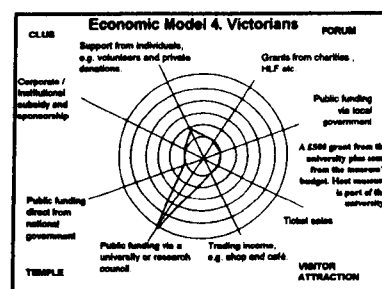 Economic Model 4. Victorians
CLUB
FORUM
Support from individuals,
e.g. volunteers and private
donations.
Grants from charities,
HLF etc.
Corporate /
Institutional
subsidy and
sponsorship
Public funding
via local
government
A £500 grant from the
university plus some
from the museum's
budget. Host museum
is part of the
university
Public funding
direct from
national
government
Ticket sales
Public funding via a
university or research
council.
Trading income,
e.g. shop and café.
TEMPLE
VISITOR
ATTRACTION